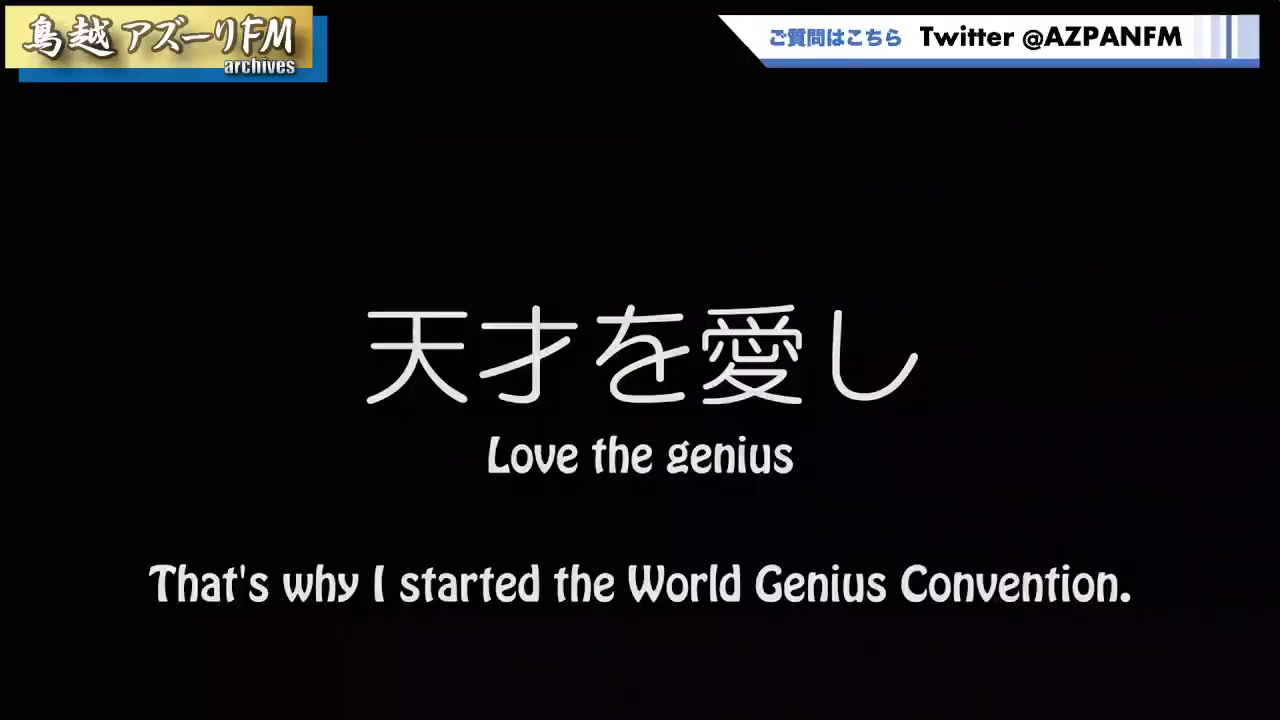 鳥越アズーリFM
archives
ご質問はこちら Twitter @AZPANFM
天才を愛し
Love the genius
That's why I started the World Genius Convention.